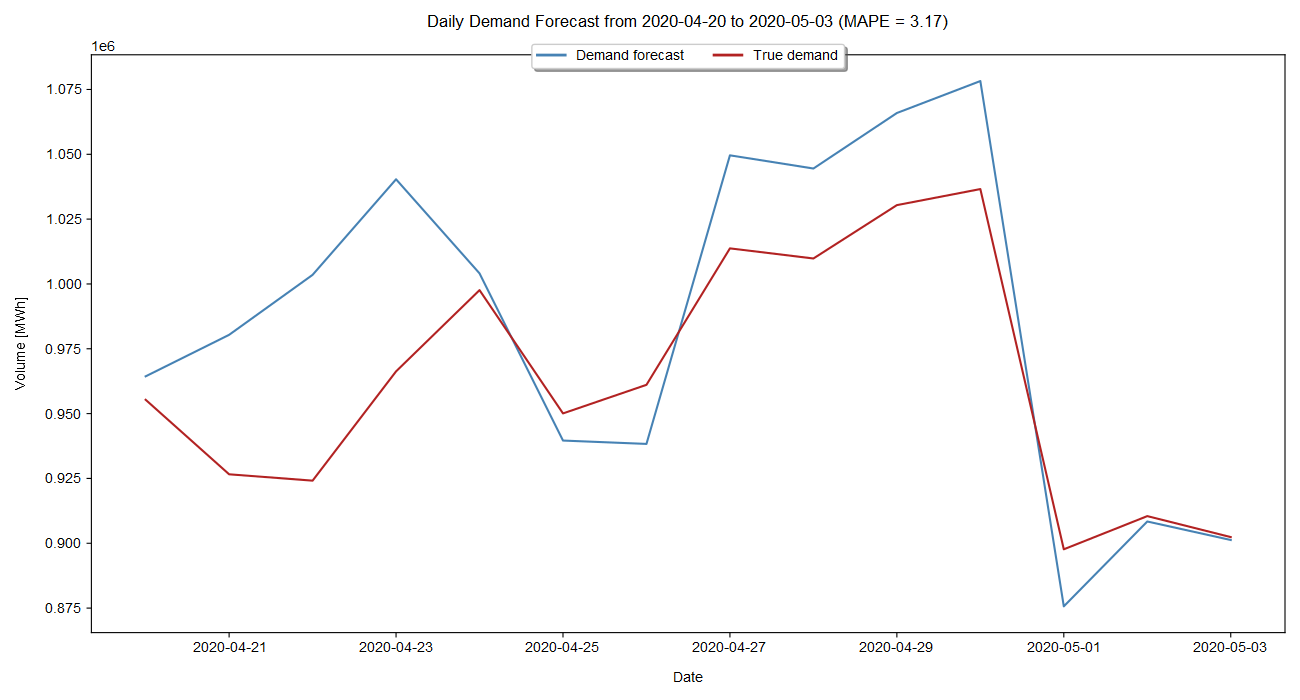 Daily Demand Forecast from 2020-04-20 to 2020-05-03 (MAPE = 3.17)
1e6
Demand forecast True demand
1.075
1.050
1.025
1.000
0.975
0.950
0.925
0.900
0.875
Volume [MWh]
2020-04-21 2020-04-23 2020-04-25 2020-04-27 2020-04-29 2020-05-01 2020-05-03
Date